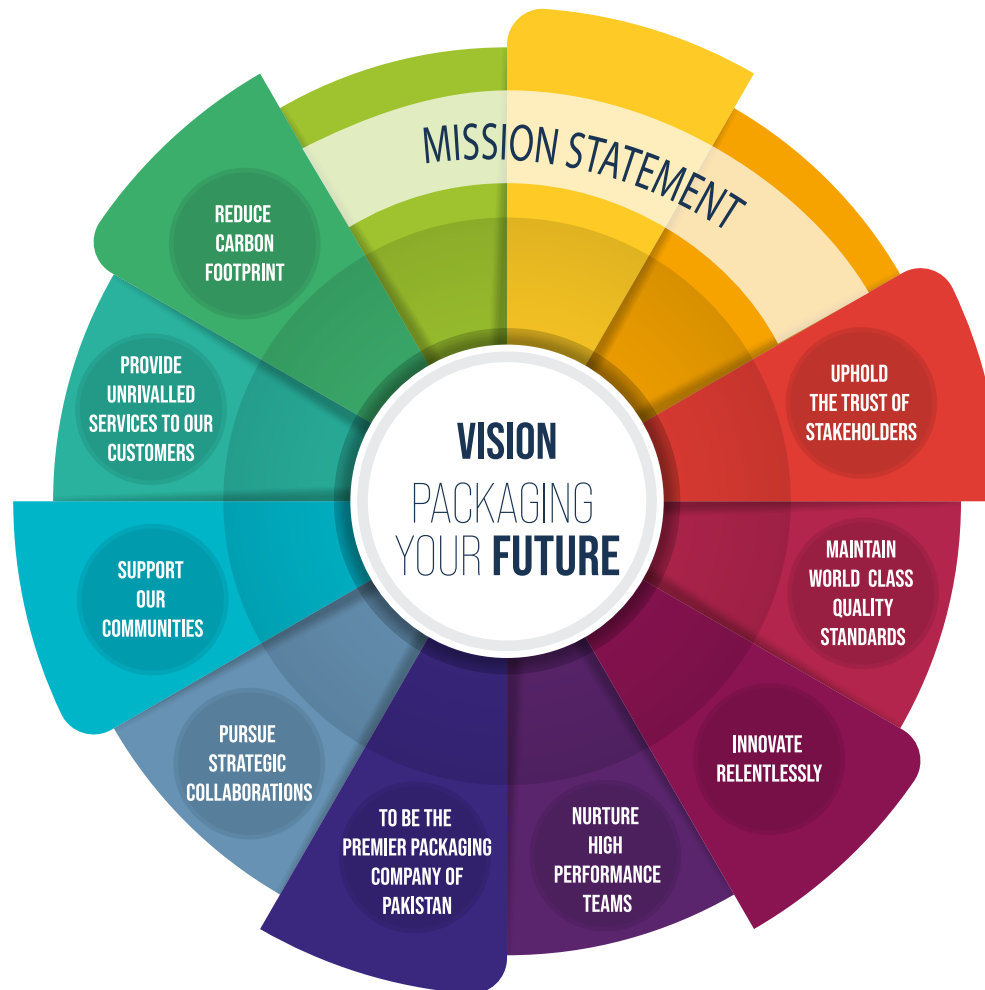 MISSION STATEMENT
VISION
PACKAGING
YOUR FUTURE
UPHOLD
THE TRUST OF
STAKEHOLDERS
MAINTAIN
WORLD CLASS
QUALITY
STANDARDS
INNOVATE
RELENTLESSLY
NURTURE
HIGH
PERFORMANCE
TEAMS
TO BE THE
PREMIER PACKAGING
COMPANY OF
PAKISTAN
PURSUE
STRATEGIC
COLLABORATIONS
SUPPORT
OUR
COMMUNITIES
PROVIDE
UNRIVALLED
SERVICES TO OUR
CUSTOMERS
REDUCE
CARBON
FOOTPRINT